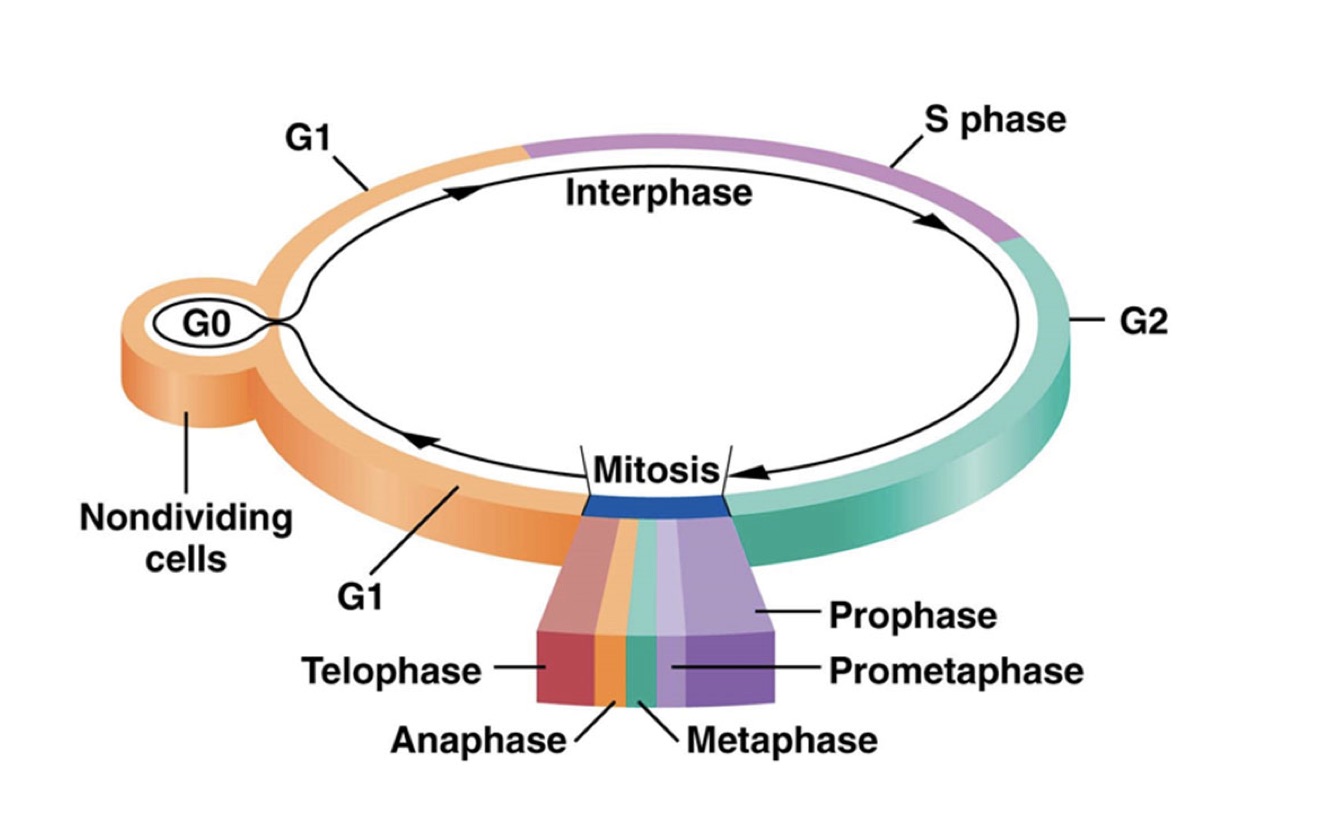 S phase
G1
Interphase
G0
G2
Mitosis
Nondividing
cells
G1
Prophase
Telophase
Prometaphase
Anaphase
Metaphase